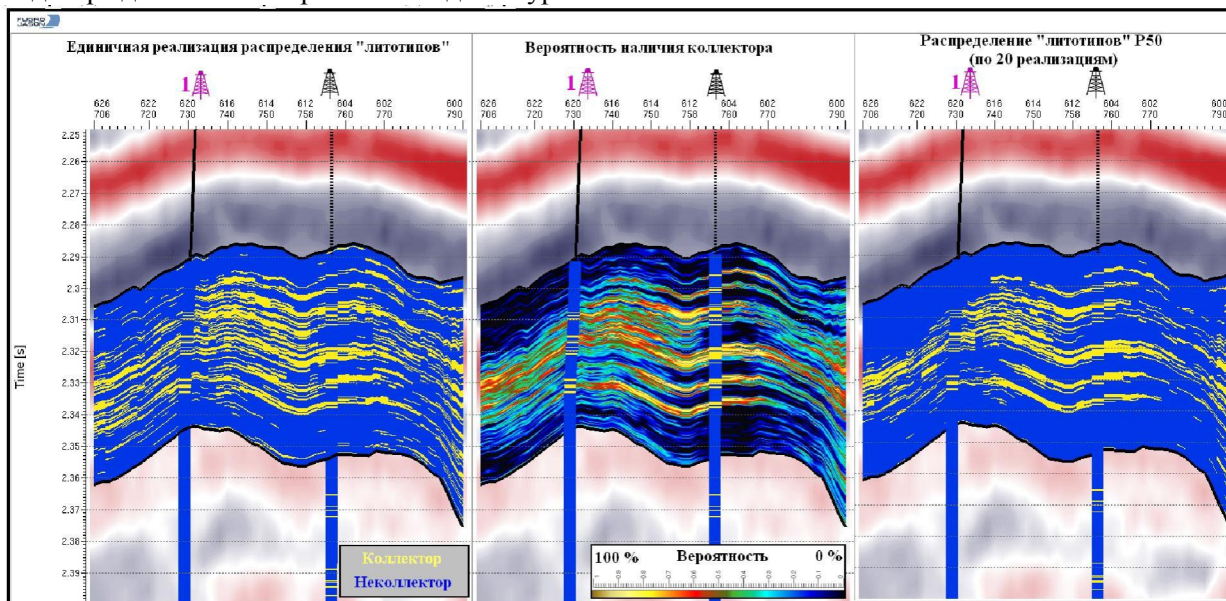 FUGRO
JASON
Единичная реализация распределения "литотипов"
1
626 622 620 616 614 612 604 602 600
706 720 730 740 750 758 760 770 790
Вероятность наличия коллектора
1
626 622 620 616 614 612 604 602 600
706 720 730 740 750 758 760 770 790
Распределение "литотипов" P50
(по 20 реализациям)
1
626 622 620 616 614 612 604 602 600
706 720 730 740 750 758 760 770 790
Time [s]
2.25
2.26
2.27
2.28
2.29
2.3
2.31
2.32
2.33
2.34
2.35
2.36
2.37
2.38
2.39
Коллектор
Неколлектор
100 % Вероятность 0 %